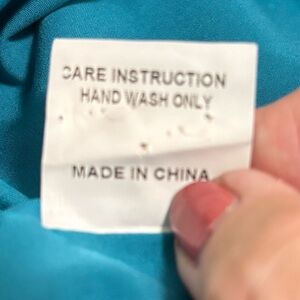 CARE INSTRUCTION
HAND WASH ONLY
MADE IN CHINA